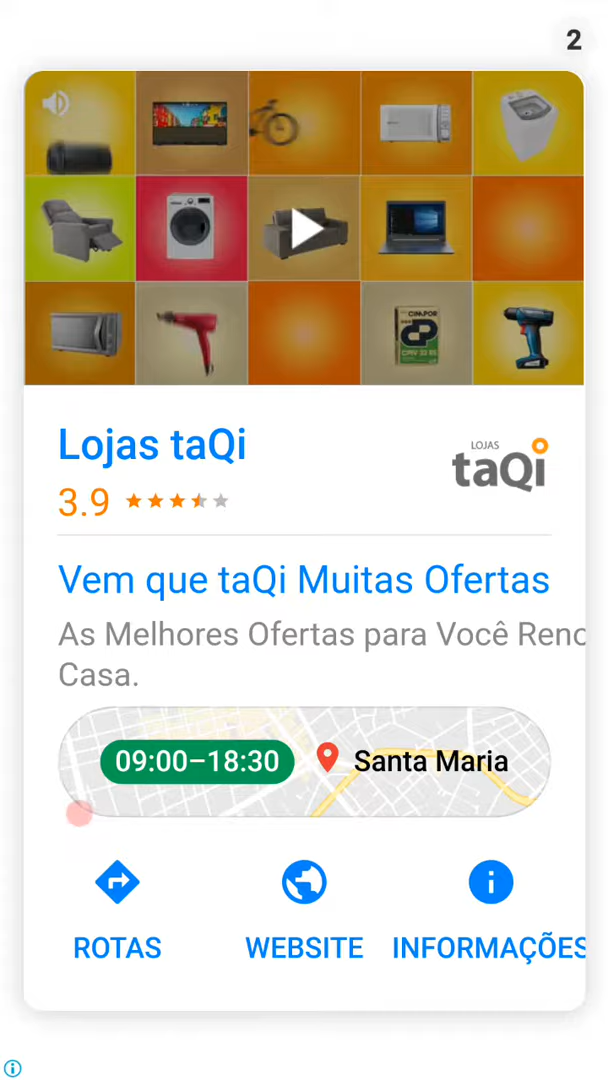 2
Lojas taQi
LOJAS
taQi
3.9
Vem que taQi Muitas Ofertas
As Melhores Ofertas para Você Reno
Casa.
09:00–18:30
Santa Maria
ROTAS
WEBSITE
INFORMAÇÕES